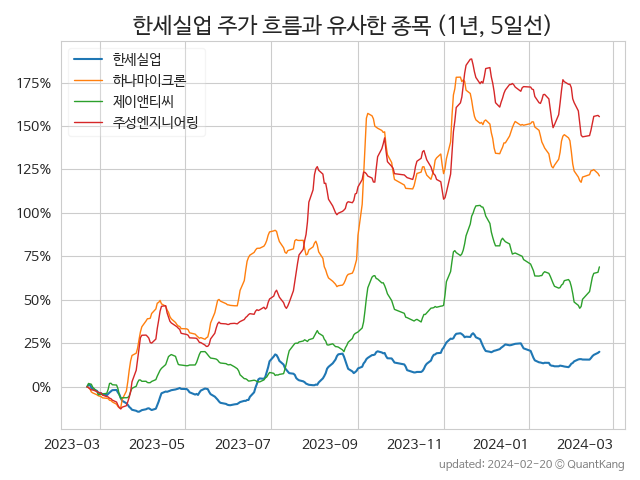 한세실업 주가 흐름과 유사한 종목 (1년, 5일선)
한세실업
하나마이크론
제이앤티씨
주성엔지니어링
175%
150%
125%
100%
75%
50%
25%
0%
2023-03 2023-05 2023-07 2023-09 2023-11 2024-01 2024-03
updated: 2024-02-20 © QuantKang